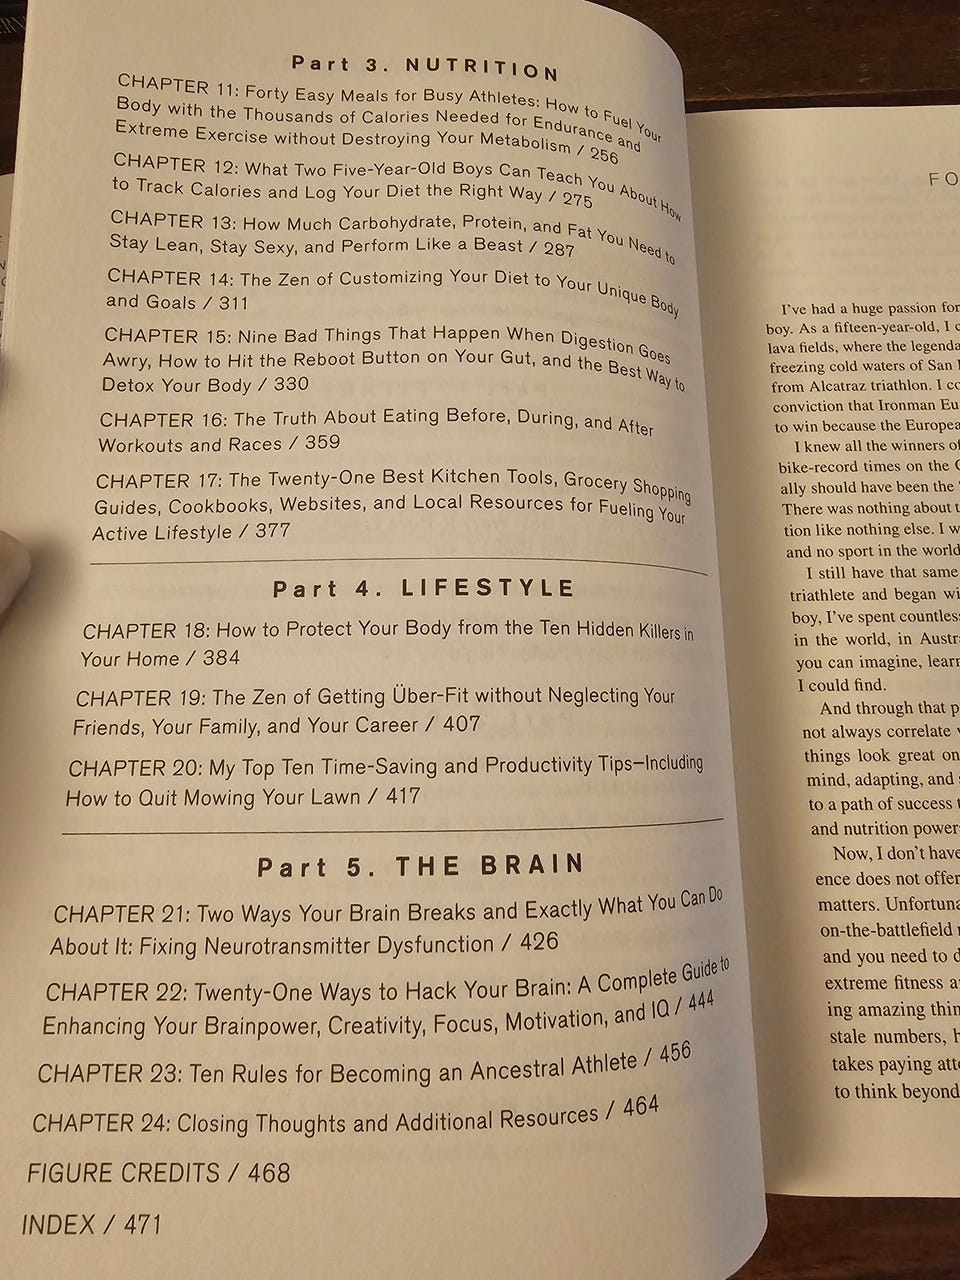 Part 3. NUTRITION
CHAPTER 11: Forty Easy Meals for Busy Athletes: How to Fuel Your
Body with the Thousands of Calories Needed for Endurance and
Extreme Exercise without Destroying Your Metabolism / 256
CHAPTER 12: What Two Five-Year-Old Boys Can Teach You About How
to Track Calories and Log Your Diet the Right Way / 275
CHAPTER 13: How Much Carbohydrate, Protein, and Fat You Need to
Stay Lean, Stay Sexy, and Perform Like a Beast / 287
CHAPTER 14: The Zen of Customizing Your Diet to Your Unique Body
and Goals / 311
CHAPTER 15: Nine Bad Things That Happen When Digestion Goes
Awry, How to Hit the Reboot Button on Your Gut, and the Best Way to
Detox Your Body / 330
CHAPTER 16: The Truth About Eating Before, During, and After
Workouts and Races / 359
CHAPTER 17: The Twenty-One Best Kitchen Tools, Grocery Shopping
Guides, Cookbooks, Websites, and Local Resources for Fueling Your
Active Lifestyle / 377
Part 4. LIFESTYLE
CHAPTER 18: How to Protect Your Body from the Ten Hidden Killers in
Your Home / 384
CHAPTER 19: The Zen of Getting Über-Fit without Neglecting Your
Friends, Your Family, and Your Career / 407
CHAPTER 20: My Top Ten Time-Saving and Productivity Tips—Including
How to Quit Mowing Your Lawn / 417
Part 5. THE BRAIN
CHAPTER 21: Two Ways Your Brain Breaks and Exactly What You Can Do
About It: Fixing Neurotransmitter Dysfunction / 426
CHAPTER 22: Twenty-One Ways to Hack Your Brain: A Complete Guide to
Enhancing Your Brainpower, Creativity, Focus, Motivation, and IQ / 444
CHAPTER 23: Ten Rules for Becoming an Ancestral Athlete / 456
CHAPTER 24: Closing Thoughts and Additional Resources / 464
FIGURE CREDITS / 468
INDEX / 471
FO
I've had a huge passion for
boy. As a fifteen-year-old, I
lava fields, where the legenda
freezing cold waters of San
from Alcatraz triathlon. I
conviction that Ironman Eu
to win because the Europea
I knew all the winners of
bike-record times on the
ally should have been the
There was nothing about
tion like nothing else. I
and no sport in the world
I still have that same
triathlete and began
boy, I've spent countless
in the world, in Austr
you can imagine, learn
I could find.
And through that
not always correlate
things look great on
mind, adapting, and
to a path of success
and nutrition power
Now, I don't have
ence does not offer
matters. Unfortuna
on-the-battlefield
and you need to
extreme fitness
ing amazing thin
stale numbers,
takes paying atte
to think beyond